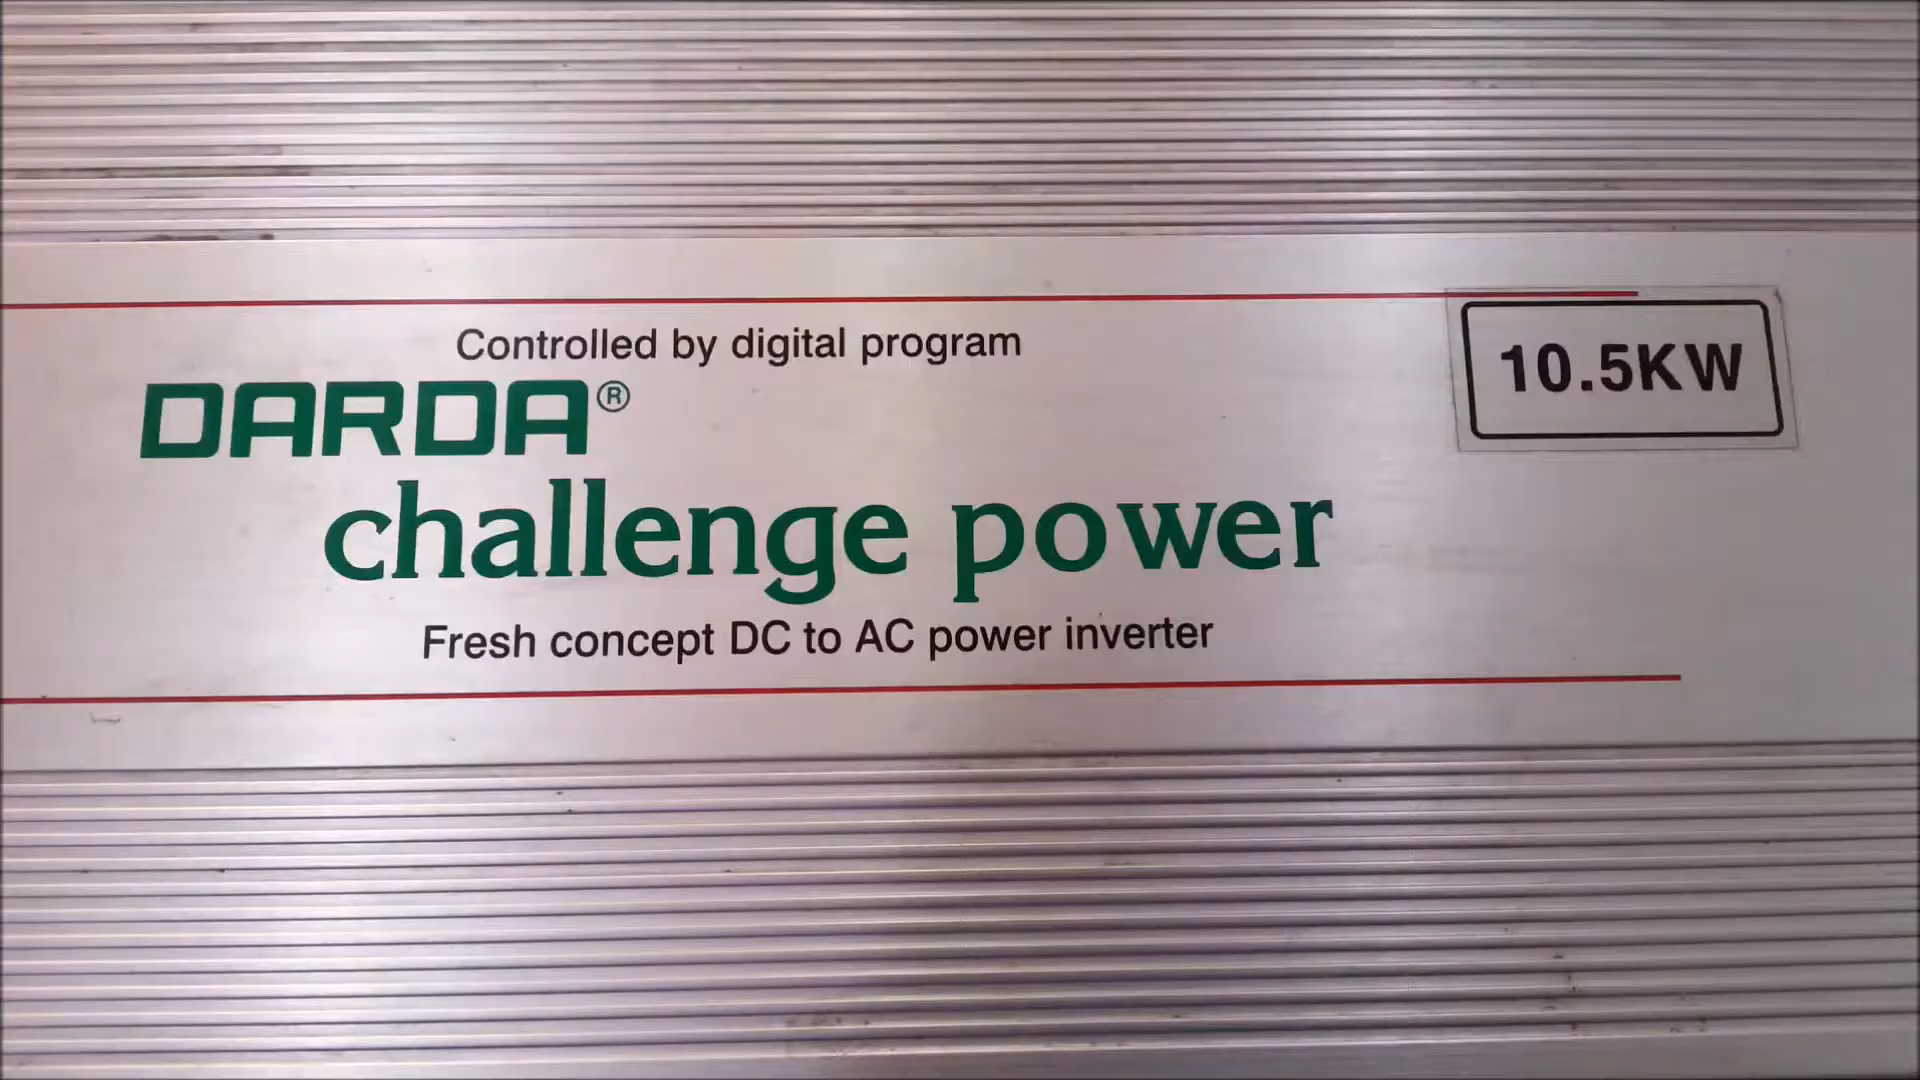 Controlled by digital program
DARDA®
10.5KW
challenge power
Fresh concept DC to AC power inverter